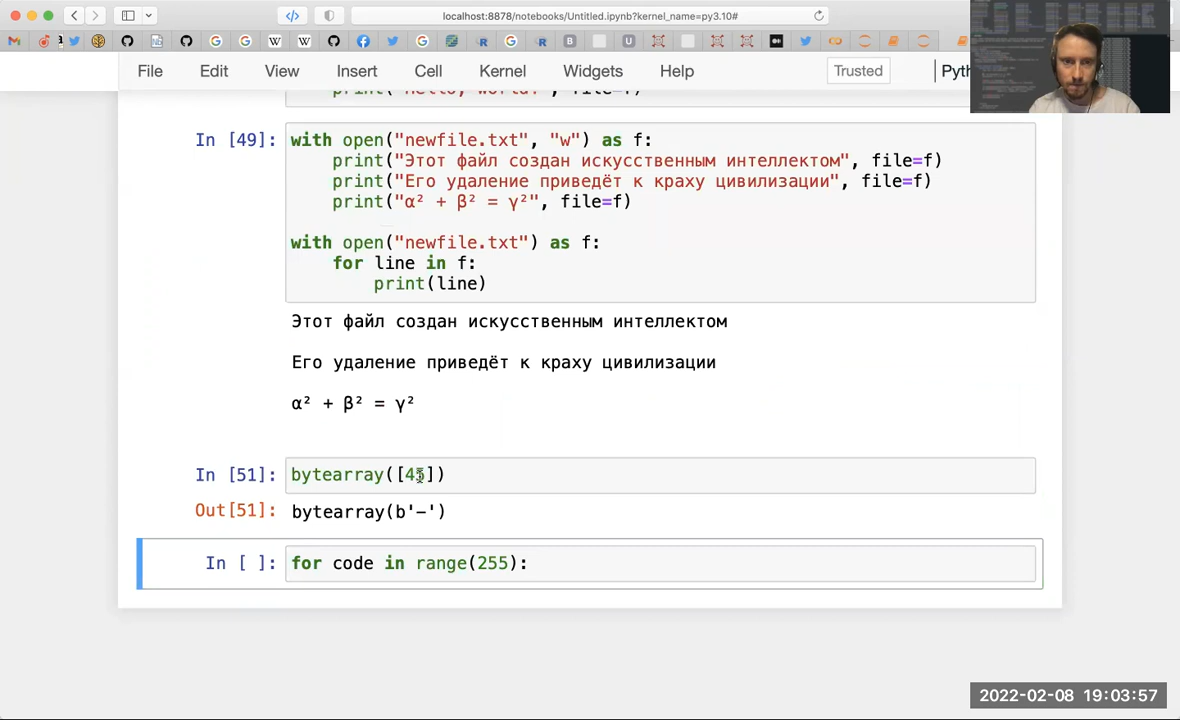 localhost:8878/notebooks/Untitled.ipynb?kernel_name=py3.10#
File Edit View Insert Cell Kernel Widgets Help Trusted
In [49]: with open("newfile.txt", "w") as f:
print("Этот файл создан искусственным интеллектом", file=f)
print("Его удаление приведёт к краху цивилизации", file=f)
print("α² + β² = γ²", file=f)
with open("newfile.txt") as f:
for line in f:
print(line)
Этот файл создан искусственным интеллектом
Его удаление приведёт к краху цивилизации
α² + β² = γ²
In [51]: bytearray([45])
Out[51]: bytearray(b'-')
In [ ]: for code in range(255):
2022-02-08 19:03:57